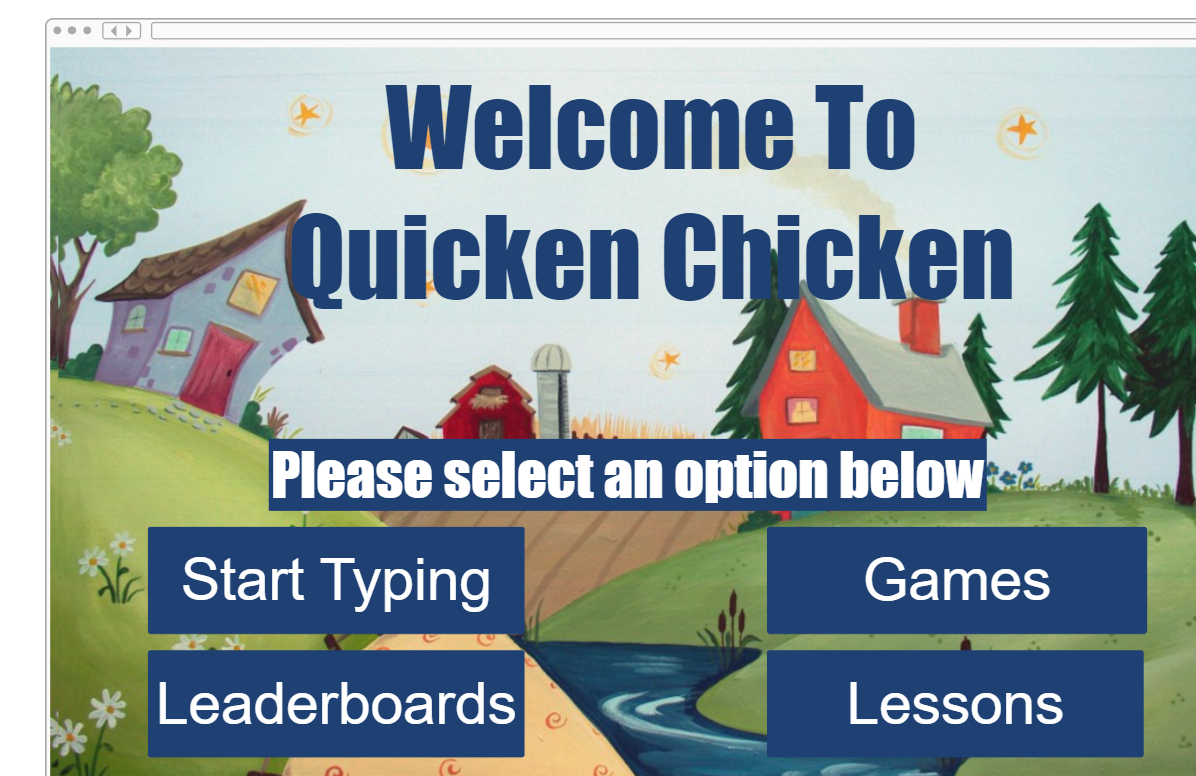 Welcome To
Quicken Chicken
Please select an option below
Start Typing
Games
Leaderboards
Lessons